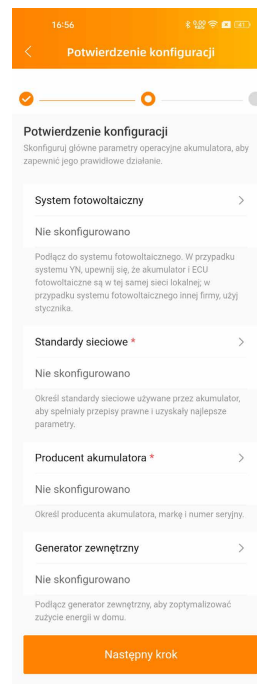 16:56
Potwierdzenie konfiguracji
Potwierdzenie konfiguracji
Skonfiguruj główne parametry operacyjne akumulatora, aby
zapewnić jego prawidłowe działanie.
System fotowoltaiczny
Nie skonfigurowano
Podłącz do systemu fotowoltaicznego. W przypadku
systemu YN, upewnij się, że akumulator i ECU
fotowoltaiczne są w tej samej sieci lokalnej; w
przypadku systemu fotowoltaicznego innej firmy, użyj
stycznika.
Standardy sieciowe *
Nie skonfigurowano
Określ standardy sieciowe używane przez akumulator,
aby spełniały przepisy prawne i uzyskały najlepsze
parametry.
Producent akumulatora *
Nie skonfigurowano
Określ producenta akumulatora, markę i numer seryjny.
Generator zewnętrzny
Nie skonfigurowano
Podłącz generator zewnętrzny, aby zoptymalizować
zużycie energii w domu.
Następny krok